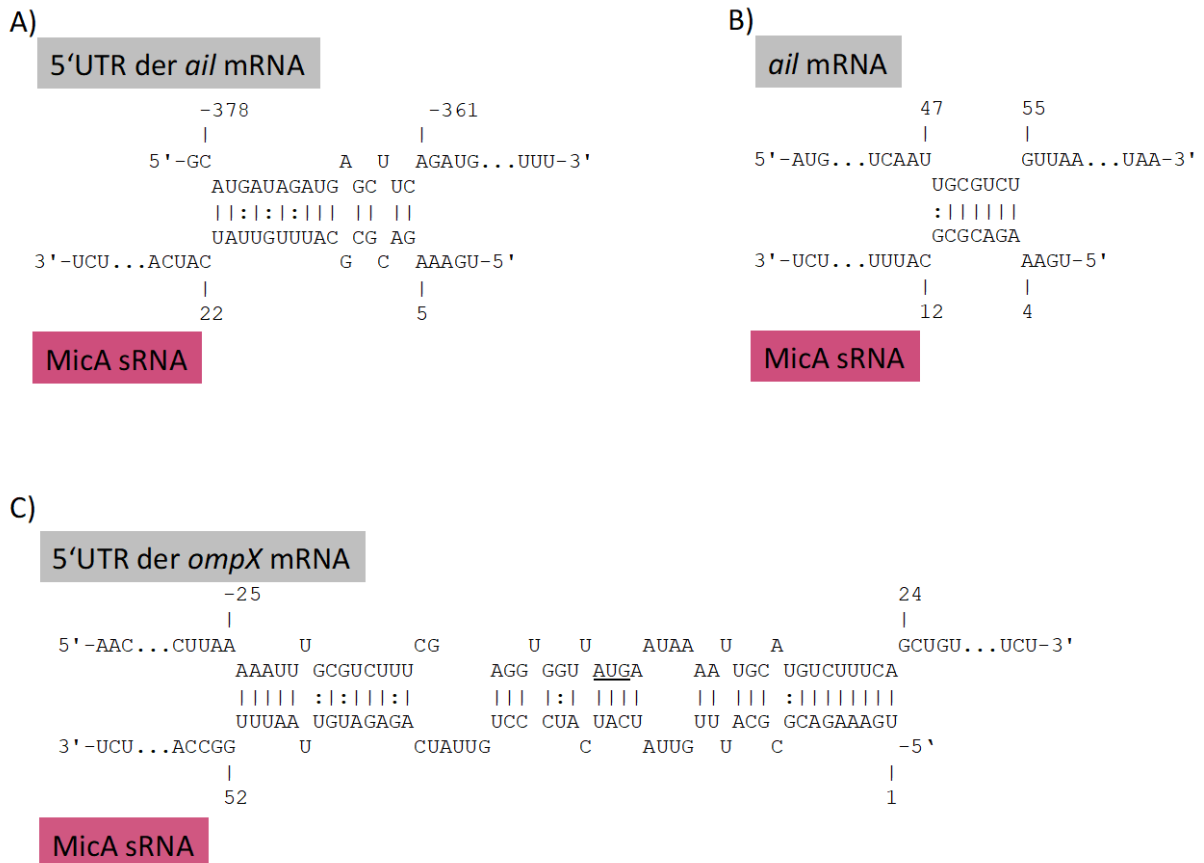 A)
5‘UTR der ail mRNA
-378 -361
| |
5'-GC A U AGAUG...UUU-3'
AUGAUAGAUG GCU UC
||:|:|:||| || ||
UAUUGUUUAC CG AG
3'-UCU...ACUAC G C AAAGU-5'
| |
22 5
MicA sRNA
B)
ail mRNA
47 55
| |
5'-AUG...UCAAU GUUAA...UAA-3'
UGCGUCU
:||||||
GCGCAGA
3'-UCU...UUUAC AAGU-5'
| |
12 4
MicA sRNA
C)
5‘UTR der ompX mRNA
-25 24
| |
5'-AAC...CUUAA U CG U U AUAA U A GCUGU...UCU-3'
AAAUU GCGUCUUU AGG GGU AUGA AA UGC UGUCUUUCA
||||| :|:|||:| ||| |:| |||| || ||| :||||||||
UUUAA UGUAGAGA UCC CUA UACU UU ACG GCAGAAAGU
3'-UCU...ACCGG U CUAUUG C AUUG U C -5‘
| |
52 1
MicA sRNA